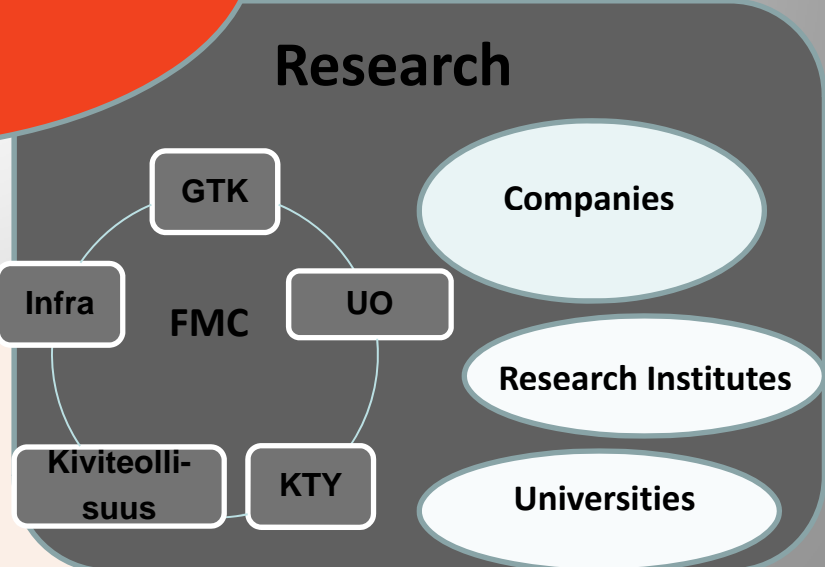 Research
GTK
Companies
Infra
FMC
UO
Research Institutes
Kiviteolli-
suus
KTY
Universities